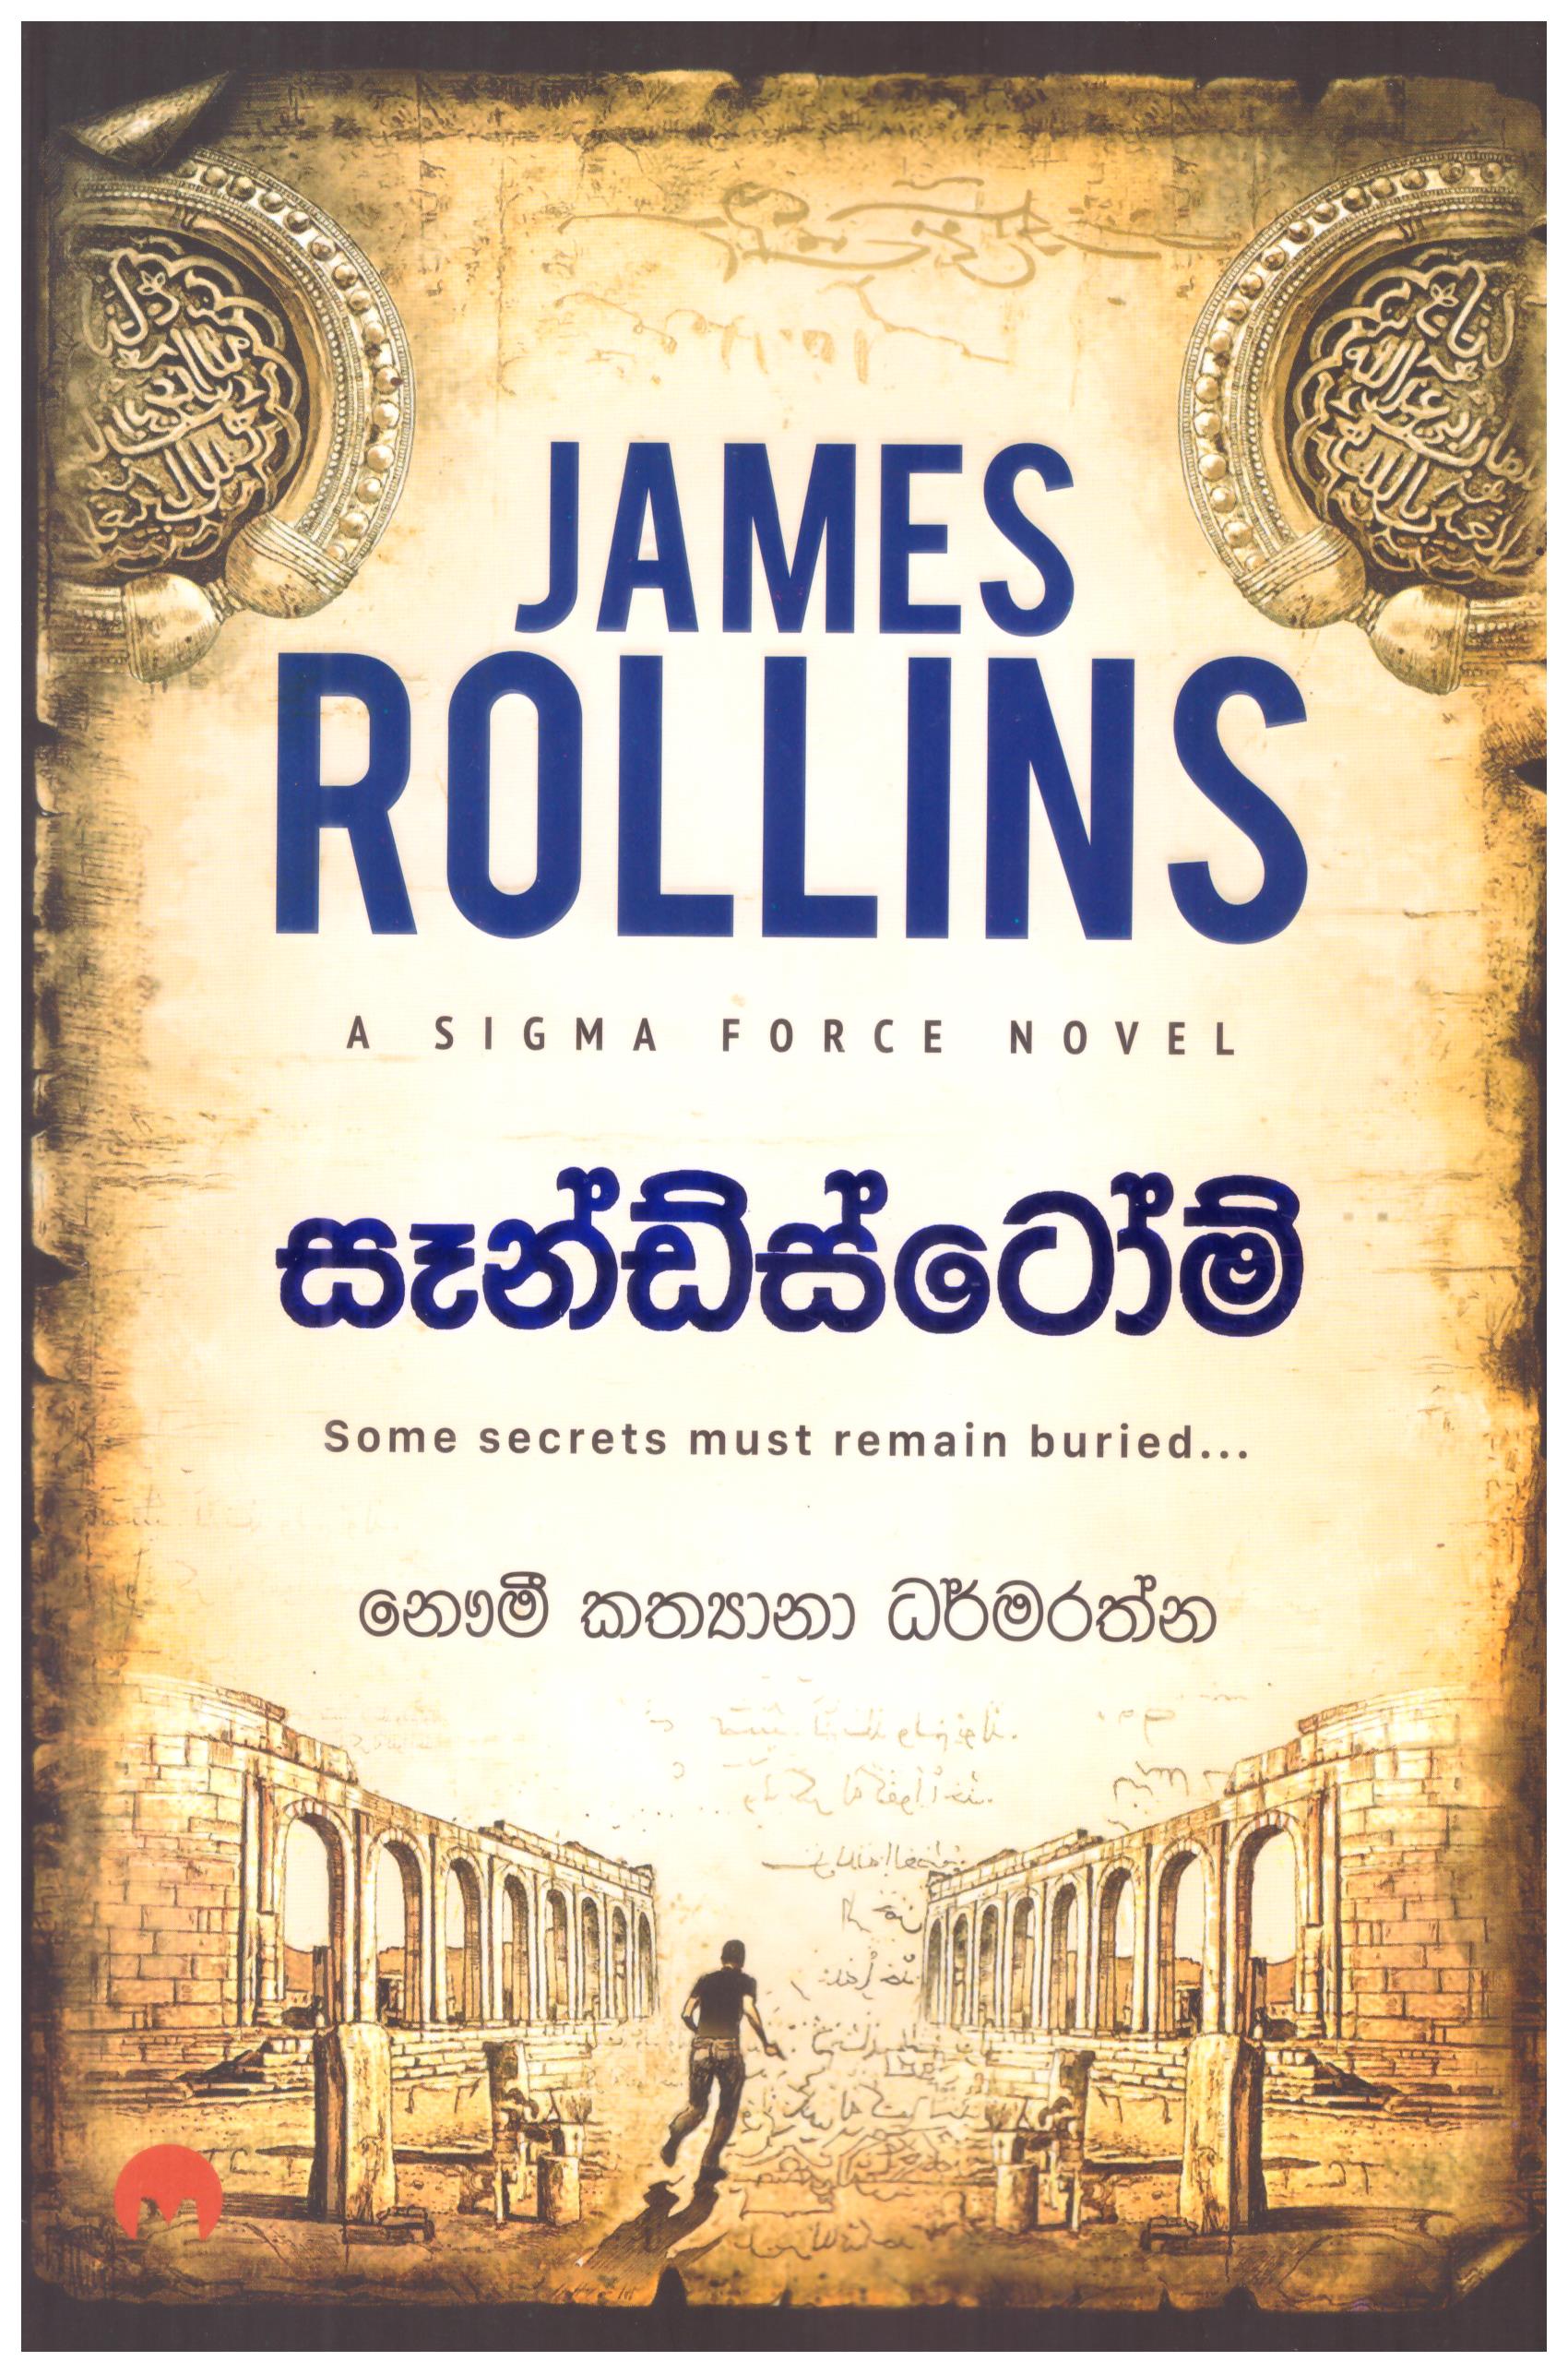 JAMES
ROLLINS
A SIGMA FORCE NOVEL
සෑන්ඩ්ස්ටෝම්
Some secrets must remain buried...
නෞමී කත්‍යානා ධර්මරත්න